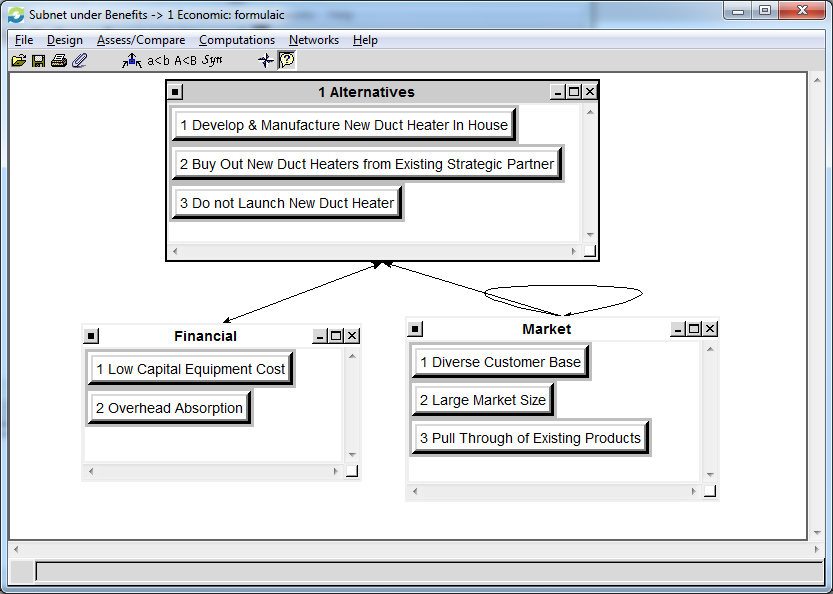 Subnet under Benefits -> 1 Economic: formulaic
File Design Assess/Compare Computations Networks Help
a<b A<B Syn
1 Alternatives
1 Develop & Manufacture New Duct Heater In House
2 Buy Out New Duct Heaters from Existing Strategic Partner
3 Do not Launch New Duct Heater
Financial
1 Low Capital Equipment Cost
2 Overhead Absorption
Market
1 Diverse Customer Base
2 Large Market Size
3 Pull Through of Existing Products